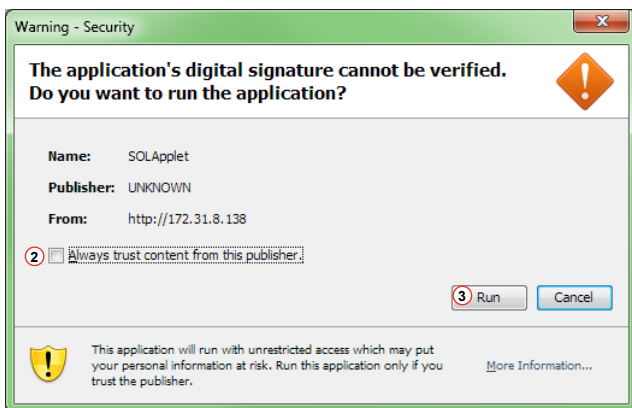 Warning - Security
The application's digital signature cannot be verified.
Do you want to run the application?
Name: SOLApplet
Publisher: UNKNOWN
From: http://172.31.8.138
2 Always trust content from this publisher.
3 Run Cancel
This application will run with unrestricted access which may put
your personal information at risk. Run this application only if you
trust the publisher.
More Information...